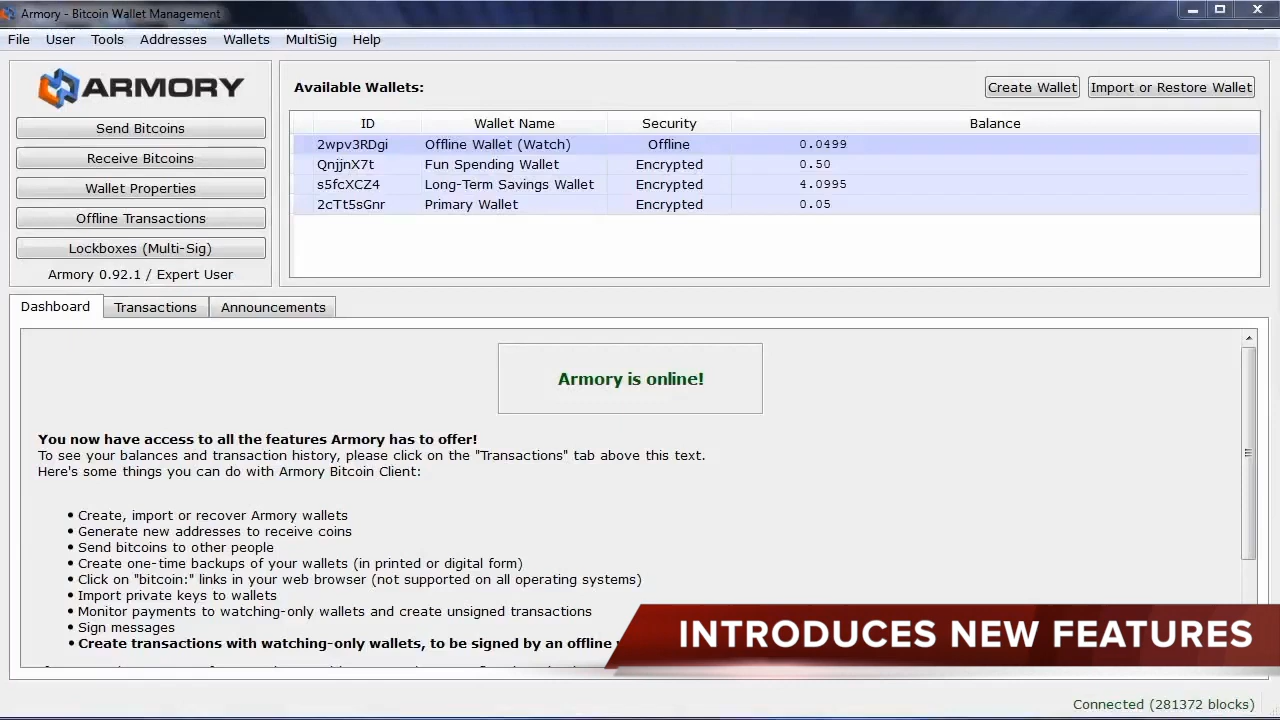 Armory - Bitcoin Wallet Management
File User Tools Addresses Wallets MultiSig Help
ARMORY
Send Bitcoins
Receive Bitcoins
Wallet Properties
Offline Transactions
Lockboxes (Multi-Sig)
Armory 0.92.1 / Expert User
Available Wallets:
Create Wallet Import or Restore Wallet
ID Wallet Name Security Balance
2wpv3RDgi Offline Wallet (Watch) Offline 0.0499
QnjjnX7t Fun Spending Wallet Encrypted 0.50
s5fcXCZ4 Long-Term Savings Wallet Encrypted 4.0995
2cTt5sGnr Primary Wallet Encrypted 0.05
Dashboard Transactions Announcements
Armory is online!
You now have access to all the features Armory has to offer!
To see your balances and transaction history, please click on the "Transactions" tab above this text.
Here's some things you can do with Armory Bitcoin Client:
• Create, import or recover Armory wallets
• Generate new addresses to receive coins
• Send bitcoins to other people
• Create one-time backups of your wallets (in printed or digital form)
• Click on "bitcoin:" links in your web browser (not supported on all operating systems)
• Import private keys to wallets
• Monitor payments to watching-only wallets and create unsigned transactions
• Sign messages
• Create transactions with watching-only wallets, to be signed by an offline
INTRODUCES NEW FEATURES
Connected (281372 blocks)